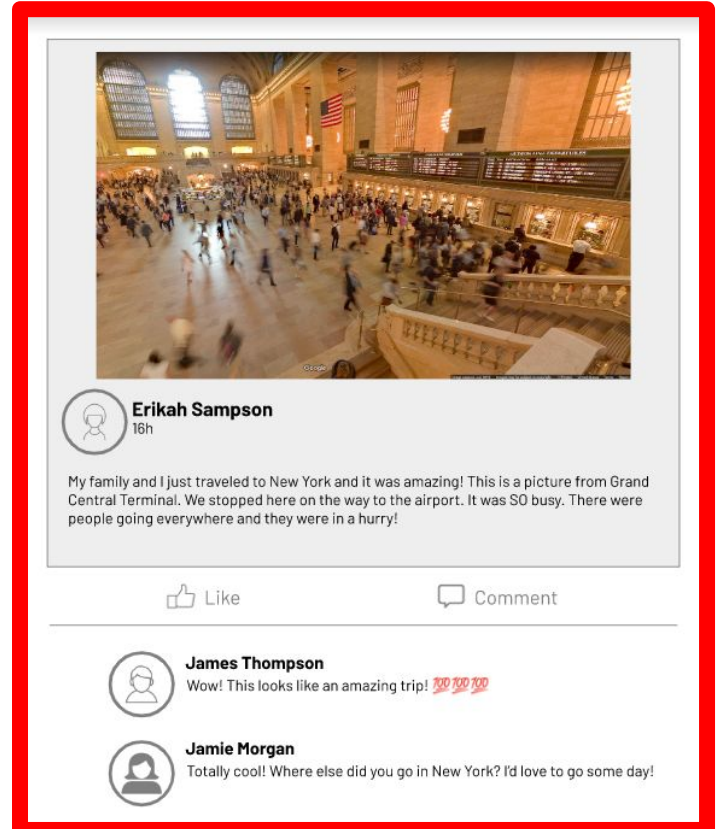 Google
Erikah Sampson
16h
My family and I just traveled to New York and it was amazing! This is a picture from Grand
Central Terminal. We stopped here on the way to the airport. It was SO busy. There were
people going everywhere and they were in a hurry!
Like
Comment
James Thompson
Wow! This looks like an amazing trip! 💯💯💯
Jamie Morgan
Totally cool! Where else did you go in New York? I'd love to go some day!